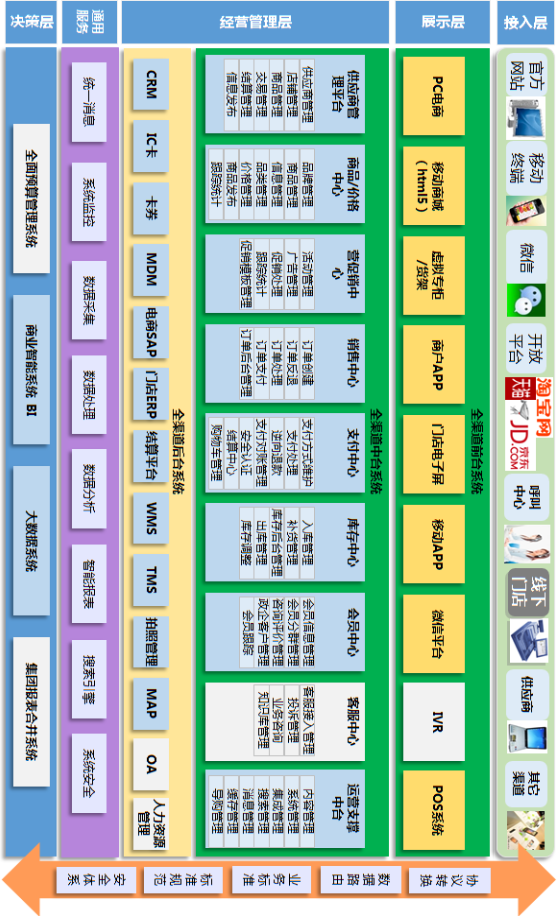 接入层
官方
网站
移动
终端
微信
开放
平台
淘宝网
天猫
JD.COM
京东
呼叫
中心
线下
门店
供应商
其它
渠道
展示层
全渠道前台系统
PC电商
移动商城
（html5）
虚拟专柜
/货架
商户APP
门店电子屏
移动APP
微信平台
IVR
POS系统
经营管理层
全渠道中台系统
供应商管
理平台
供应商管理
店铺管理
商品管理
交易管理
结算管理
信息发布
商品/价格
中心
品牌管理
商品管理
信息管理
品类管理
价格管理
商品发布
跟踪统计
营促销中
心
活动管理
广告管理
促销处理
跟踪统计
促销模板管理
销售中心
订单创建
订单反退
订单处理
订单支付
订单后台管理
支付中心
支付方式维护
支付处理
逆向退款
支付对账管理
安全认证
结算中心
购物车管理
库存中心
入库管理
补货管理
库存后台管理
出库管理
库存调整
会员中心
会员信息管理
会员分群管理
咨询评价管理
政企客户管理
会员跟踪
客服中心
客服接入管理
投诉管理
业务咨询
知识库管理
运营支撑
中台
内容管理
系统管理
集成管理
搜索管理
消息管理
缓存管理
导购管理
全渠道后台系统
CRM
IC卡
卡券
MDM
电商SAP
门店ERP
结算平台
WMS
TMS
拍照管理
MAP
OA
人力资源
管理
通用
服务
统一消息
系统监控
数据采集
数据处理
数据分析
智能报表
搜索引擎
系统安全
决策层
全面预算管理系统
商业智能系统 BI
大数据系统
集团报表合并系统
协议转
换
数据路
由
业务标
准
标准规
范
安全体
系